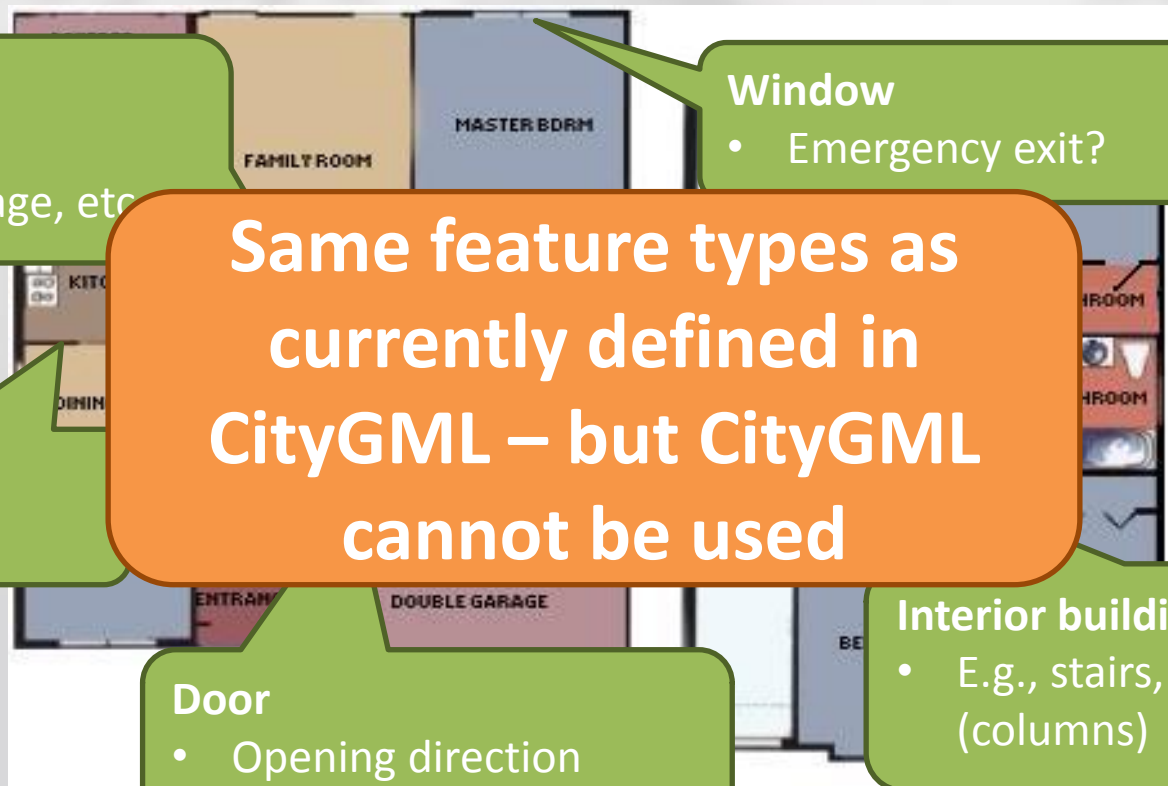 MASTER BDRM
FAMILY ROOM
Window
• Emergency exit?
age, etc
Same feature types as
currently defined in
CityGML – but CityGML
cannot be used
KITC
HROOM
DININ
HROOM
ENTRAN
DOUBLE GARAGE
BE
Interior buildi
• E.g., stairs,
(columns)
Door
• Opening direction